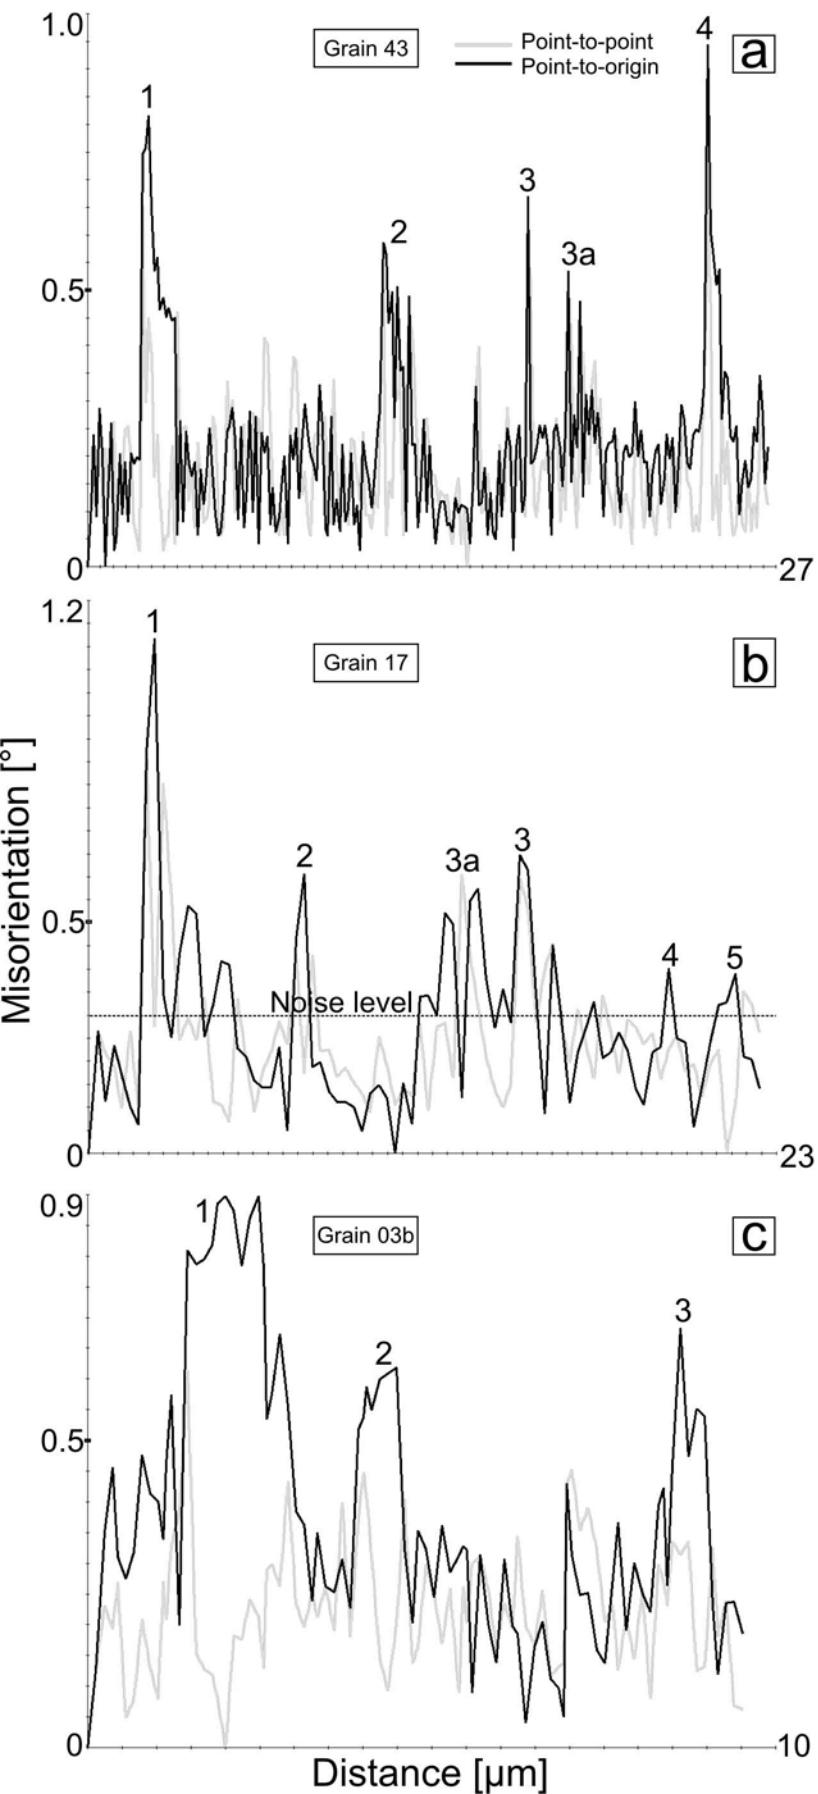 1.0
Grain 43
Point-to-point
Point-to-origin
a
1
2
3
3a
4
0.5
0
27
1.2
Grain 17
b
1
2
3a
3
4
5
0.5
Noise level
0
23
Misorientation [°]
0.9
Grain 03b
c
1
2
3
0.5
0
10
Distance [µm]